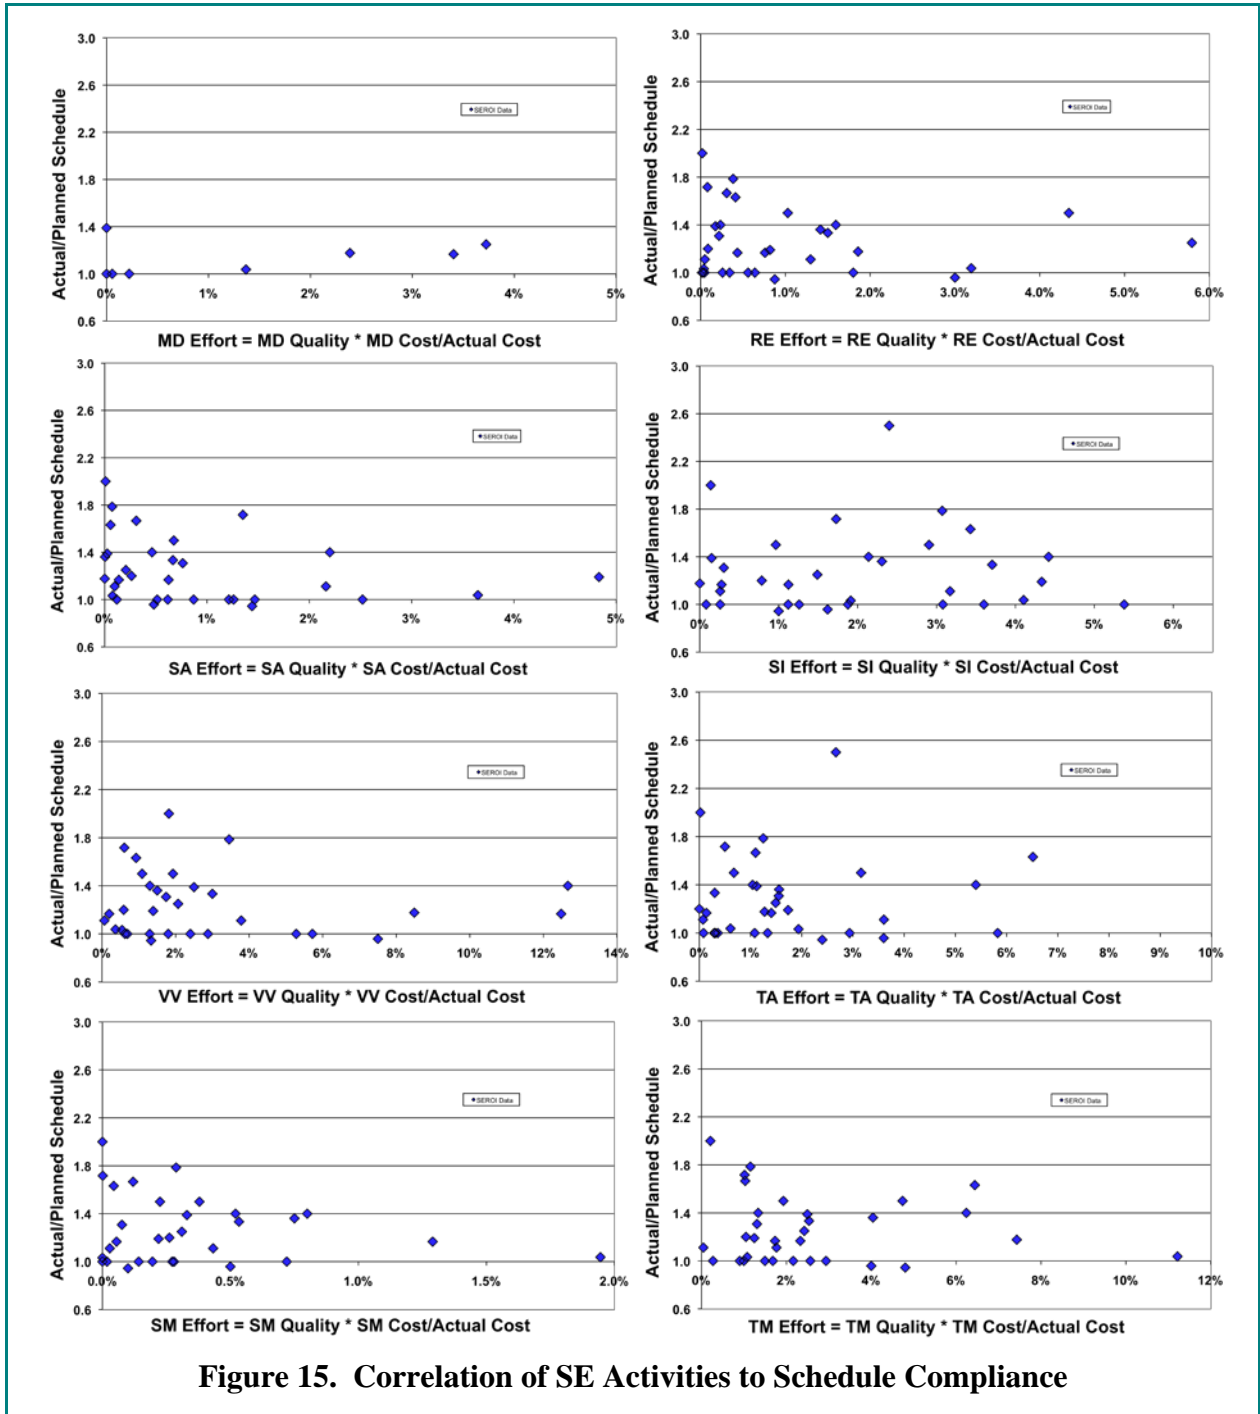 3.0
2.6
2.2
1.8
1.4
1.0
0.6
Actual/Planned Schedule
SEROI Data
0% 1% 2% 3% 4% 5%
MD Effort = MD Quality * MD Cost/Actual Cost
3.0
2.6
2.2
1.8
1.4
1.0
0.6
Actual/Planned Schedule
SEROI Data
0.0% 1.0% 2.0% 3.0% 4.0% 5.0% 6.0%
RE Effort = RE Quality * RE Cost/Actual Cost
3.0
2.6
2.2
1.8
1.4
1.0
0.6
Actual/Planned Schedule
SEROI Data
0% 1% 2% 3% 4% 5%
SA Effort = SA Quality * SA Cost/Actual Cost
3.0
2.6
2.2
1.8
1.4
1.0
0.6
Actual/Planned Schedule
SEROI Data
0% 1% 2% 3% 4% 5% 6%
SI Effort = SI Quality * SI Cost/Actual Cost
3.0
2.6
2.2
1.8
1.4
1.0
0.6
Actual/Planned Schedule
SEROI Data
0% 2% 4% 6% 8% 10% 12% 14%
VV Effort = VV Quality * VV Cost/Actual Cost
3.0
2.6
2.2
1.8
1.4
1.0
0.6
Actual/Planned Schedule
SEROI Data
0% 1% 2% 3% 4% 5% 6% 7% 8% 9% 10%
TA Effort = TA Quality * TA Cost/Actual Cost
3.0
2.6
2.2
1.8
1.4
1.0
0.6
Actual/Planned Schedule
SEROI Data
0.0% 0.5% 1.0% 1.5% 2.0%
SM Effort = SM Quality * SM Cost/Actual Cost
3.0
2.6
2.2
1.8
1.4
1.0
0.6
Actual/Planned Schedule
SEROI Data
0% 2% 4% 6% 8% 10% 12%
TM Effort = TM Quality * TM Cost/Actual Cost
Figure 15. Correlation of SE Activities to Schedule Compliance